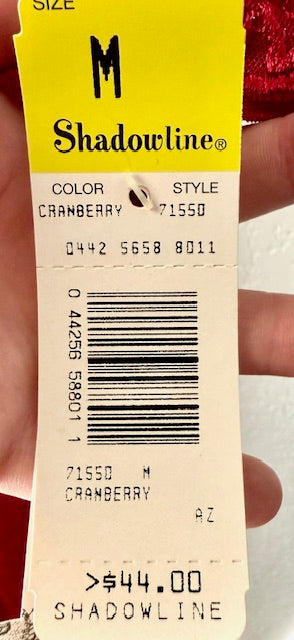 SIZE
M
Shadowline®
COLOR STYLE
CRANBERRY 71550
0442 5658 8011
0 44256 58801 1
71550 M
CRANBERRY
AZ
>$44.00
SHADOWLINE